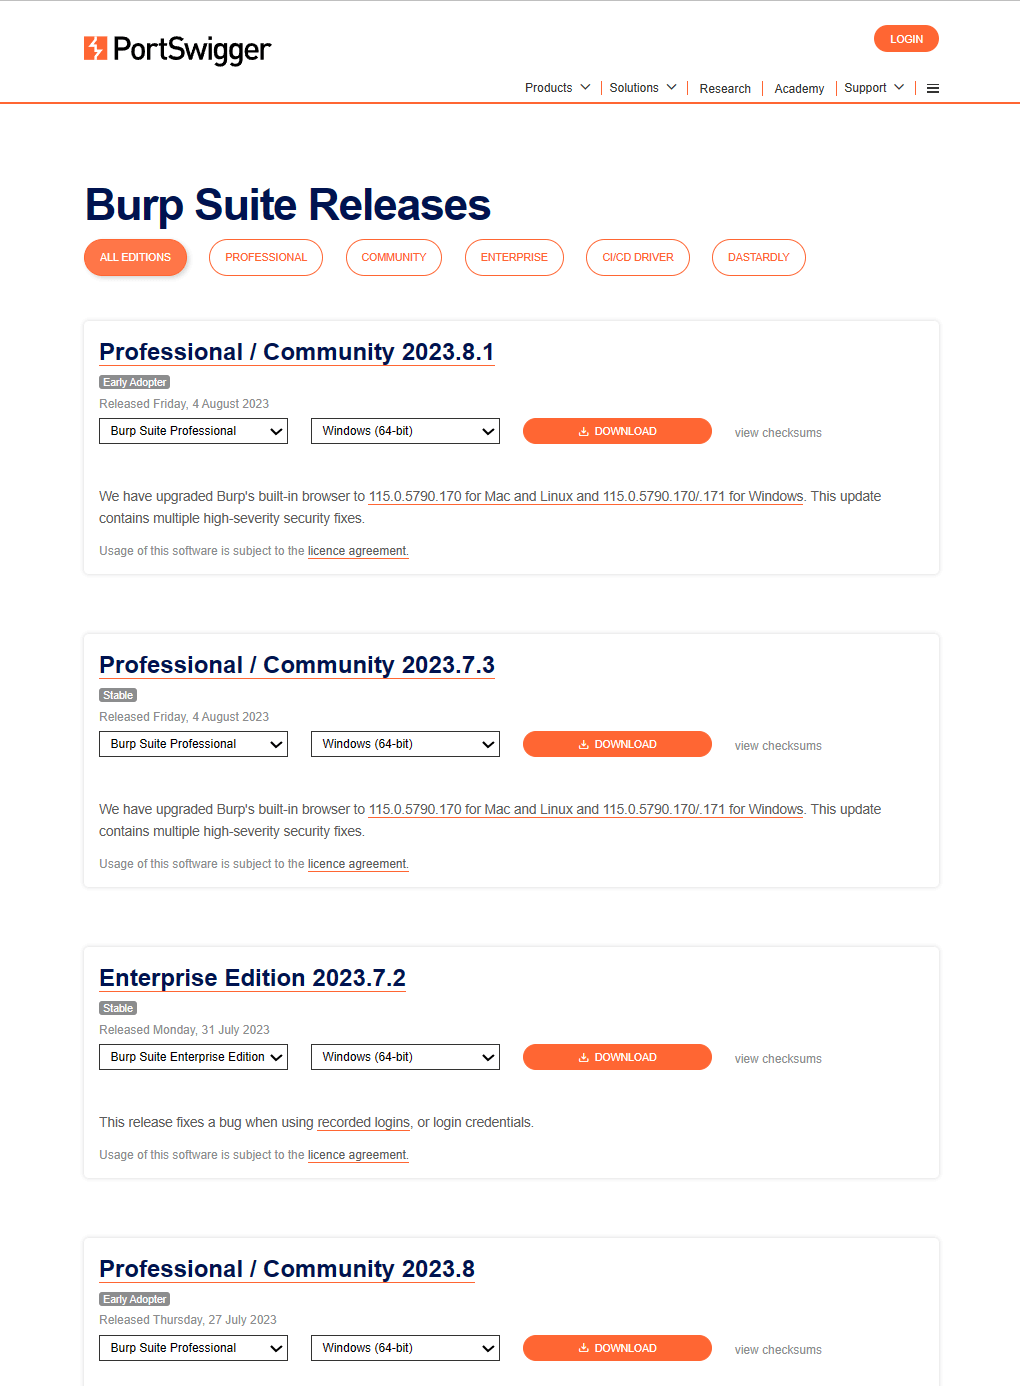 PortSwigger
LOGIN
Products
Solutions
Research
Academy
Support
Burp Suite Releases
ALL EDITIONS
PROFESSIONAL
COMMUNITY
ENTERPRISE
CI/CD DRIVER
DASTARDLY
Professional / Community 2023.8.1
Early Adopter
Released Friday, 4 August 2023
Burp Suite Professional
Windows (64-bit)
DOWNLOAD
view checksums
We have upgraded Burp's built-in browser to 115.0.5790.170 for Mac and Linux and 115.0.5790.170/.171 for Windows. This update
contains multiple high-severity security fixes.
Usage of this software is subject to the licence agreement.
Professional / Community 2023.7.3
Stable
Released Friday, 4 August 2023
Burp Suite Professional
Windows (64-bit)
DOWNLOAD
view checksums
We have upgraded Burp's built-in browser to 115.0.5790.170 for Mac and Linux and 115.0.5790.170/.171 for Windows. This update
contains multiple high-severity security fixes.
Usage of this software is subject to the licence agreement.
Enterprise Edition 2023.7.2
Stable
Released Monday, 31 July 2023
Burp Suite Enterprise Edition
Windows (64-bit)
DOWNLOAD
view checksums
This release fixes a bug when using recorded logins, or login credentials.
Usage of this software is subject to the licence agreement.
Professional / Community 2023.8
Early Adopter
Released Thursday, 27 July 2023
Burp Suite Professional
Windows (64-bit)
DOWNLOAD
view checksums